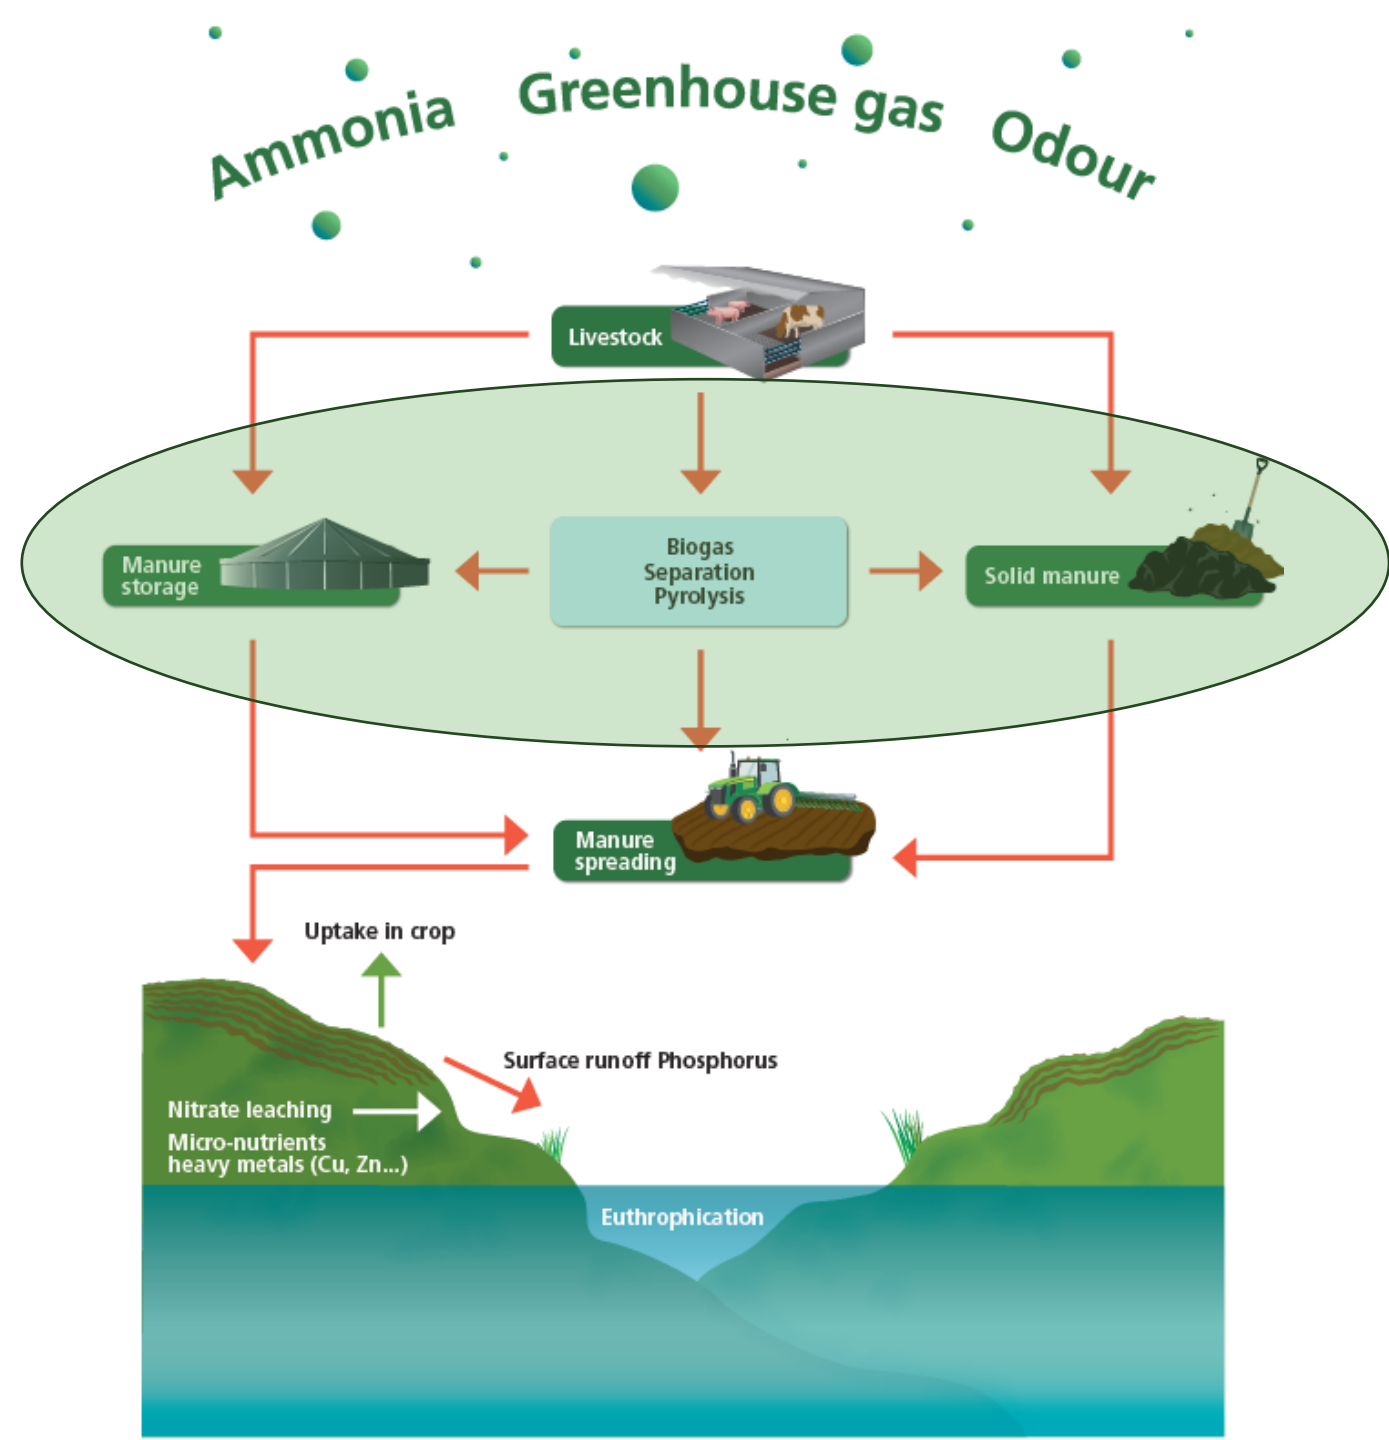 Ammonia
Greenhouse gas
Odour
Livestock
Manure
storage
Biogas
Separation
Pyrolysis
Solid manure
Manure
spreading
Uptake in crop
Surface runoff Phosphorus
Nitrate leaching
Micro-nutrients
heavy metals (Cu, Zn...)
Euthrophication